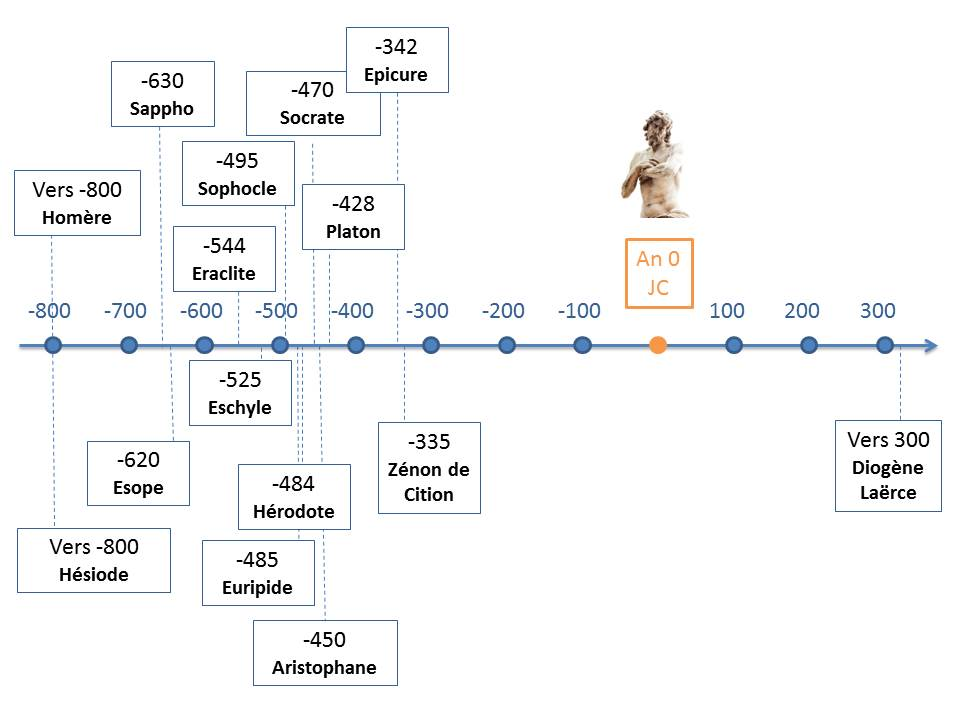 -342
Epicure
-630
Sappho
-470
Socrate
-495
Sophocle
Vers -800
Homère
-428
Platon
-544
Eraclite
An 0
JC
-800 -700 -600 -500 -400 -300 -200 -100 100 200 300
-525
Eschyle
-620
Esope
-335
Zénon de
Cition
Vers 300
Diogène
Laërce
-484
Hérodote
Vers -800
Hésiode
-485
Euripide
-450
Aristophane